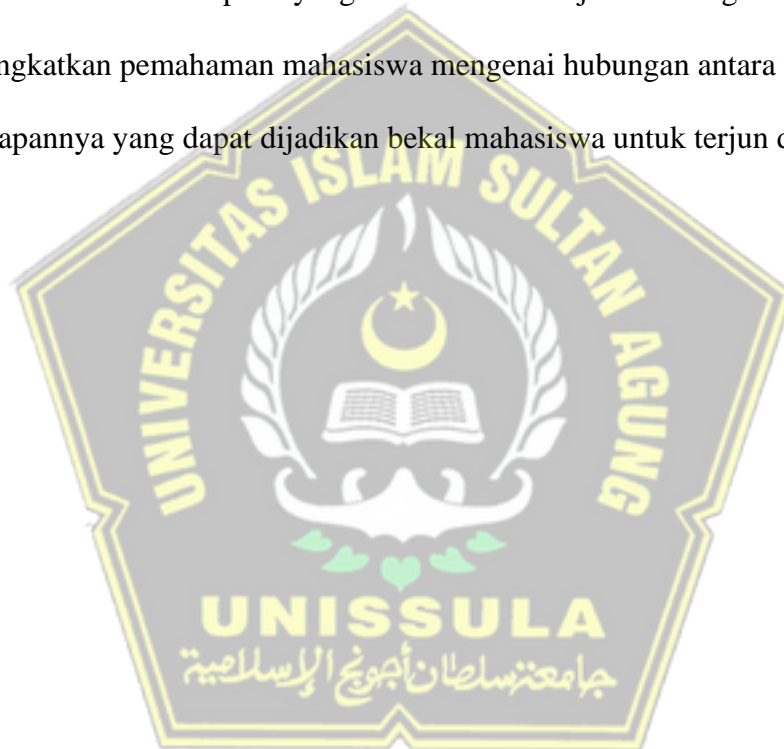 ngkatkan pemahaman mahasiswa mengenai hubungan antara
apannya yang dapat dijadikan bekal mahasiswa untuk terjun
UNIVERSITAS ISLAM SULTAN AGUNG
UNISSULA
جامعة سلطان أجونج الإسلامية